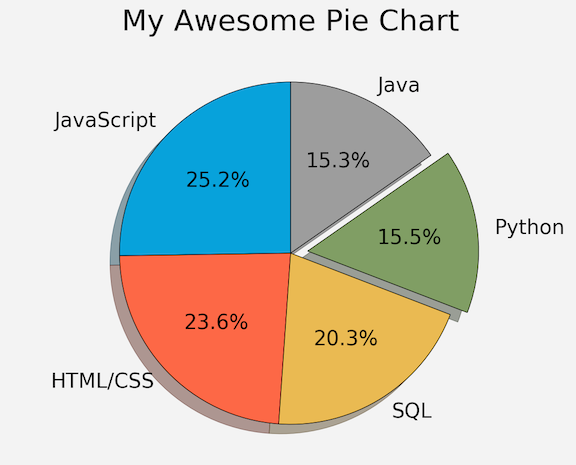 My Awesome Pie Chart
Java
JavaScript
15.3%
25.2%
Python
15.5%
23.6%
20.3%
HTML/CSS
SQL